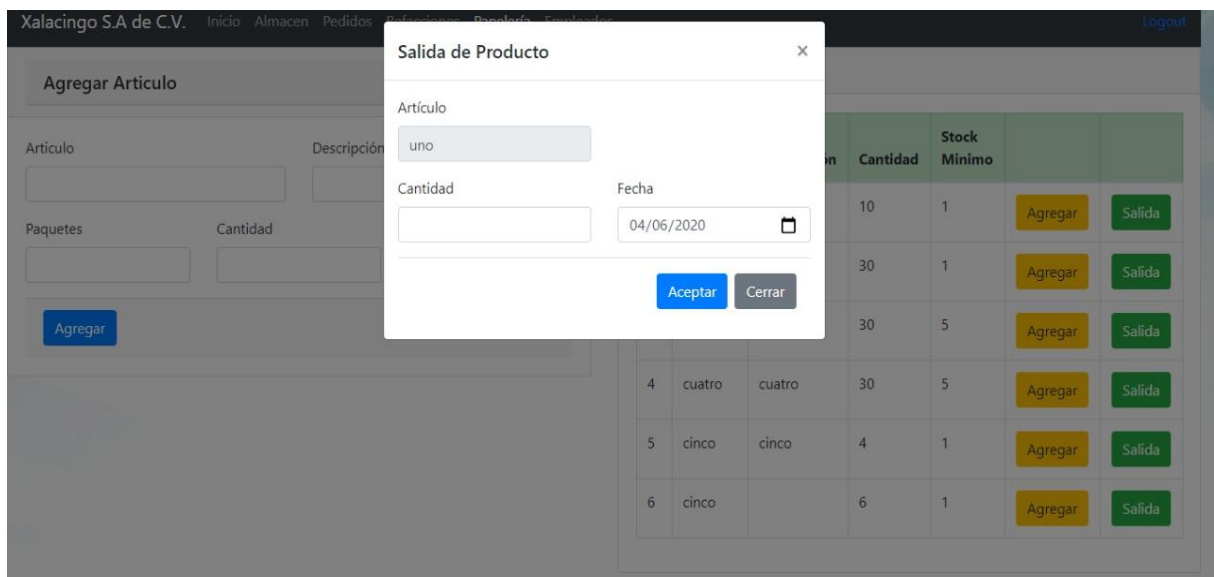 Xalacingo S.A de C.V. Inicio Almacen Pedidos Refacciones Papelería Empleados Logout
Salida de Producto ×
Agregar Articulo
Artículo
uno
Articulo Descripción
Cantidad Fecha
04/06/2020
Paquetes Cantidad
Aceptar Cerrar
Agregar
Cantidad Stock Minimo
10 1 Agregar Salida
30 1 Agregar Salida
30 5 Agregar Salida
4 cuatro cuatro 30 5 Agregar Salida
5 cinco cinco 4 1 Agregar Salida
6 cinco 6 1 Agregar Salida